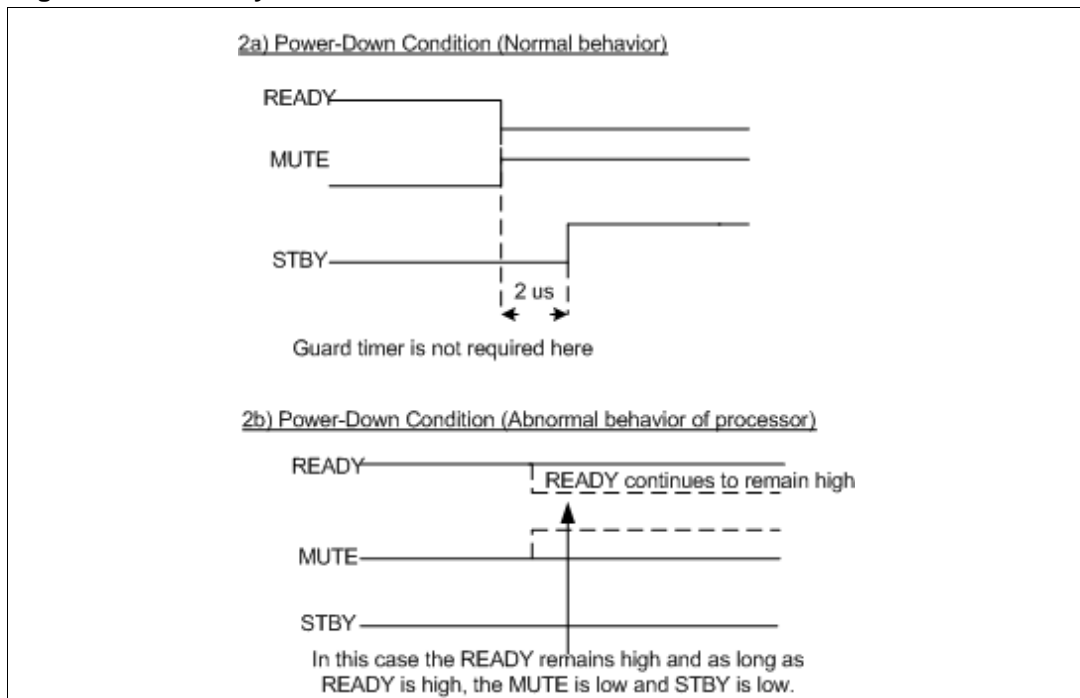 2a) Power-Down Condition (Normal behavior)
READY
MUTE
STBY
2 us
Guard timer is not required here
2b) Power-Down Condition (Abnormal behavior of processor)
READY
READY continues to remain high
MUTE
STBY
In this case the READY remains high and as long as
READY is high, the MUTE is low and STBY is low.